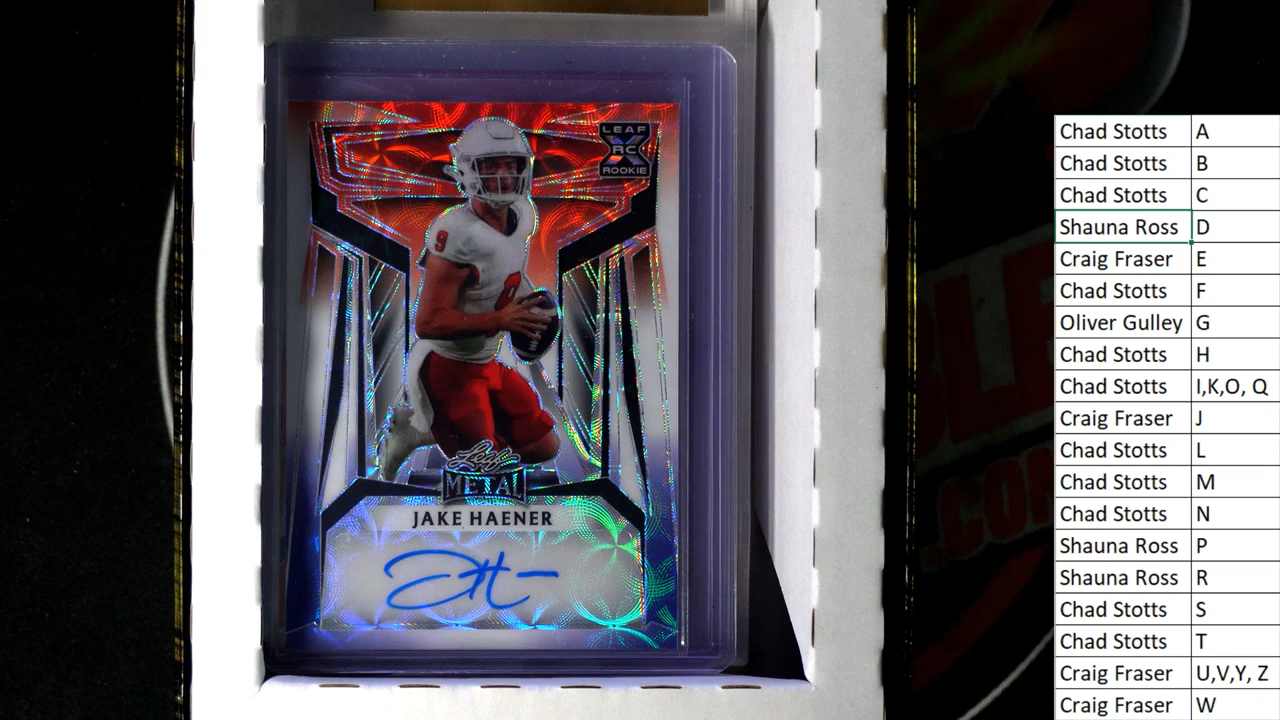 LEAF
RC
ROOKIE
9
Leaf
METAL
JAKE HAENER
Chad Stotts A
Chad Stotts B
Chad Stotts C
Shauna Ross D
Craig Fraser E
Chad Stotts F
Oliver Gulley G
Chad Stotts H
Chad Stotts I,K,O, Q
Craig Fraser J
Chad Stotts L
Chad Stotts M
Chad Stotts N
Shauna Ross P
Shauna Ross R
Chad Stotts S
Chad Stotts T
Craig Fraser U,V,Y, Z
Craig Fraser W